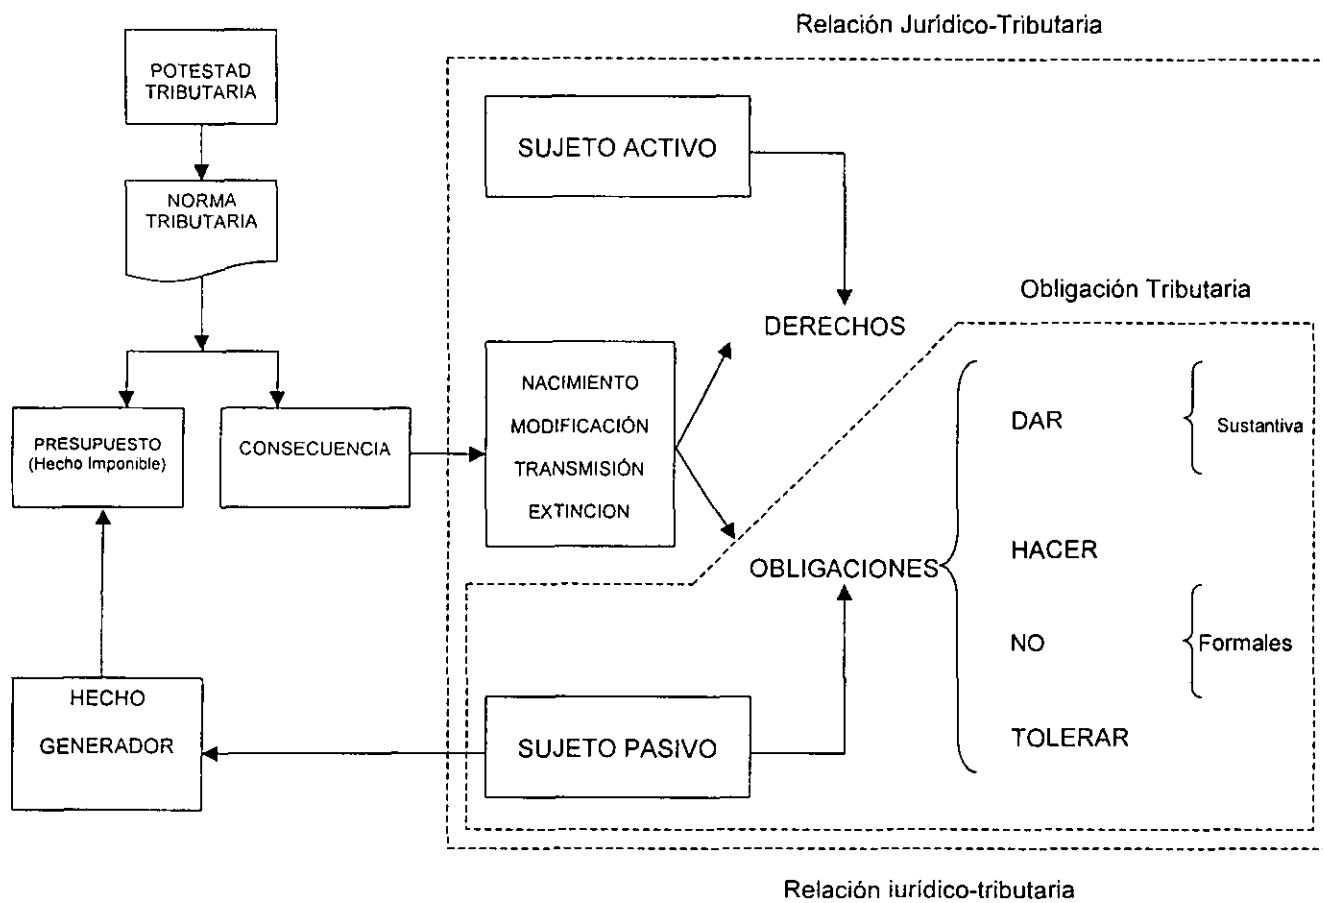 Relación Jurídico-Tributaria
POTESTAD
TRIBUTARIA
SUJETO ACTIVO
NORMA
TRIBUTARIA
Obligación Tributaria
DERECHOS
NACIMIENTO
MODIFICACIÓN
TRANSMISIÓN
EXTINCION
DAR
Sustantiva
PRESUPUESTO
(Hecho Imponible)
CONSECUENCIA
HACER
OBLIGACIONES
NO
Formales
HECHO
GENERADOR
SUJETO PASIVO
TOLERAR
Relación iurídico-tributaria